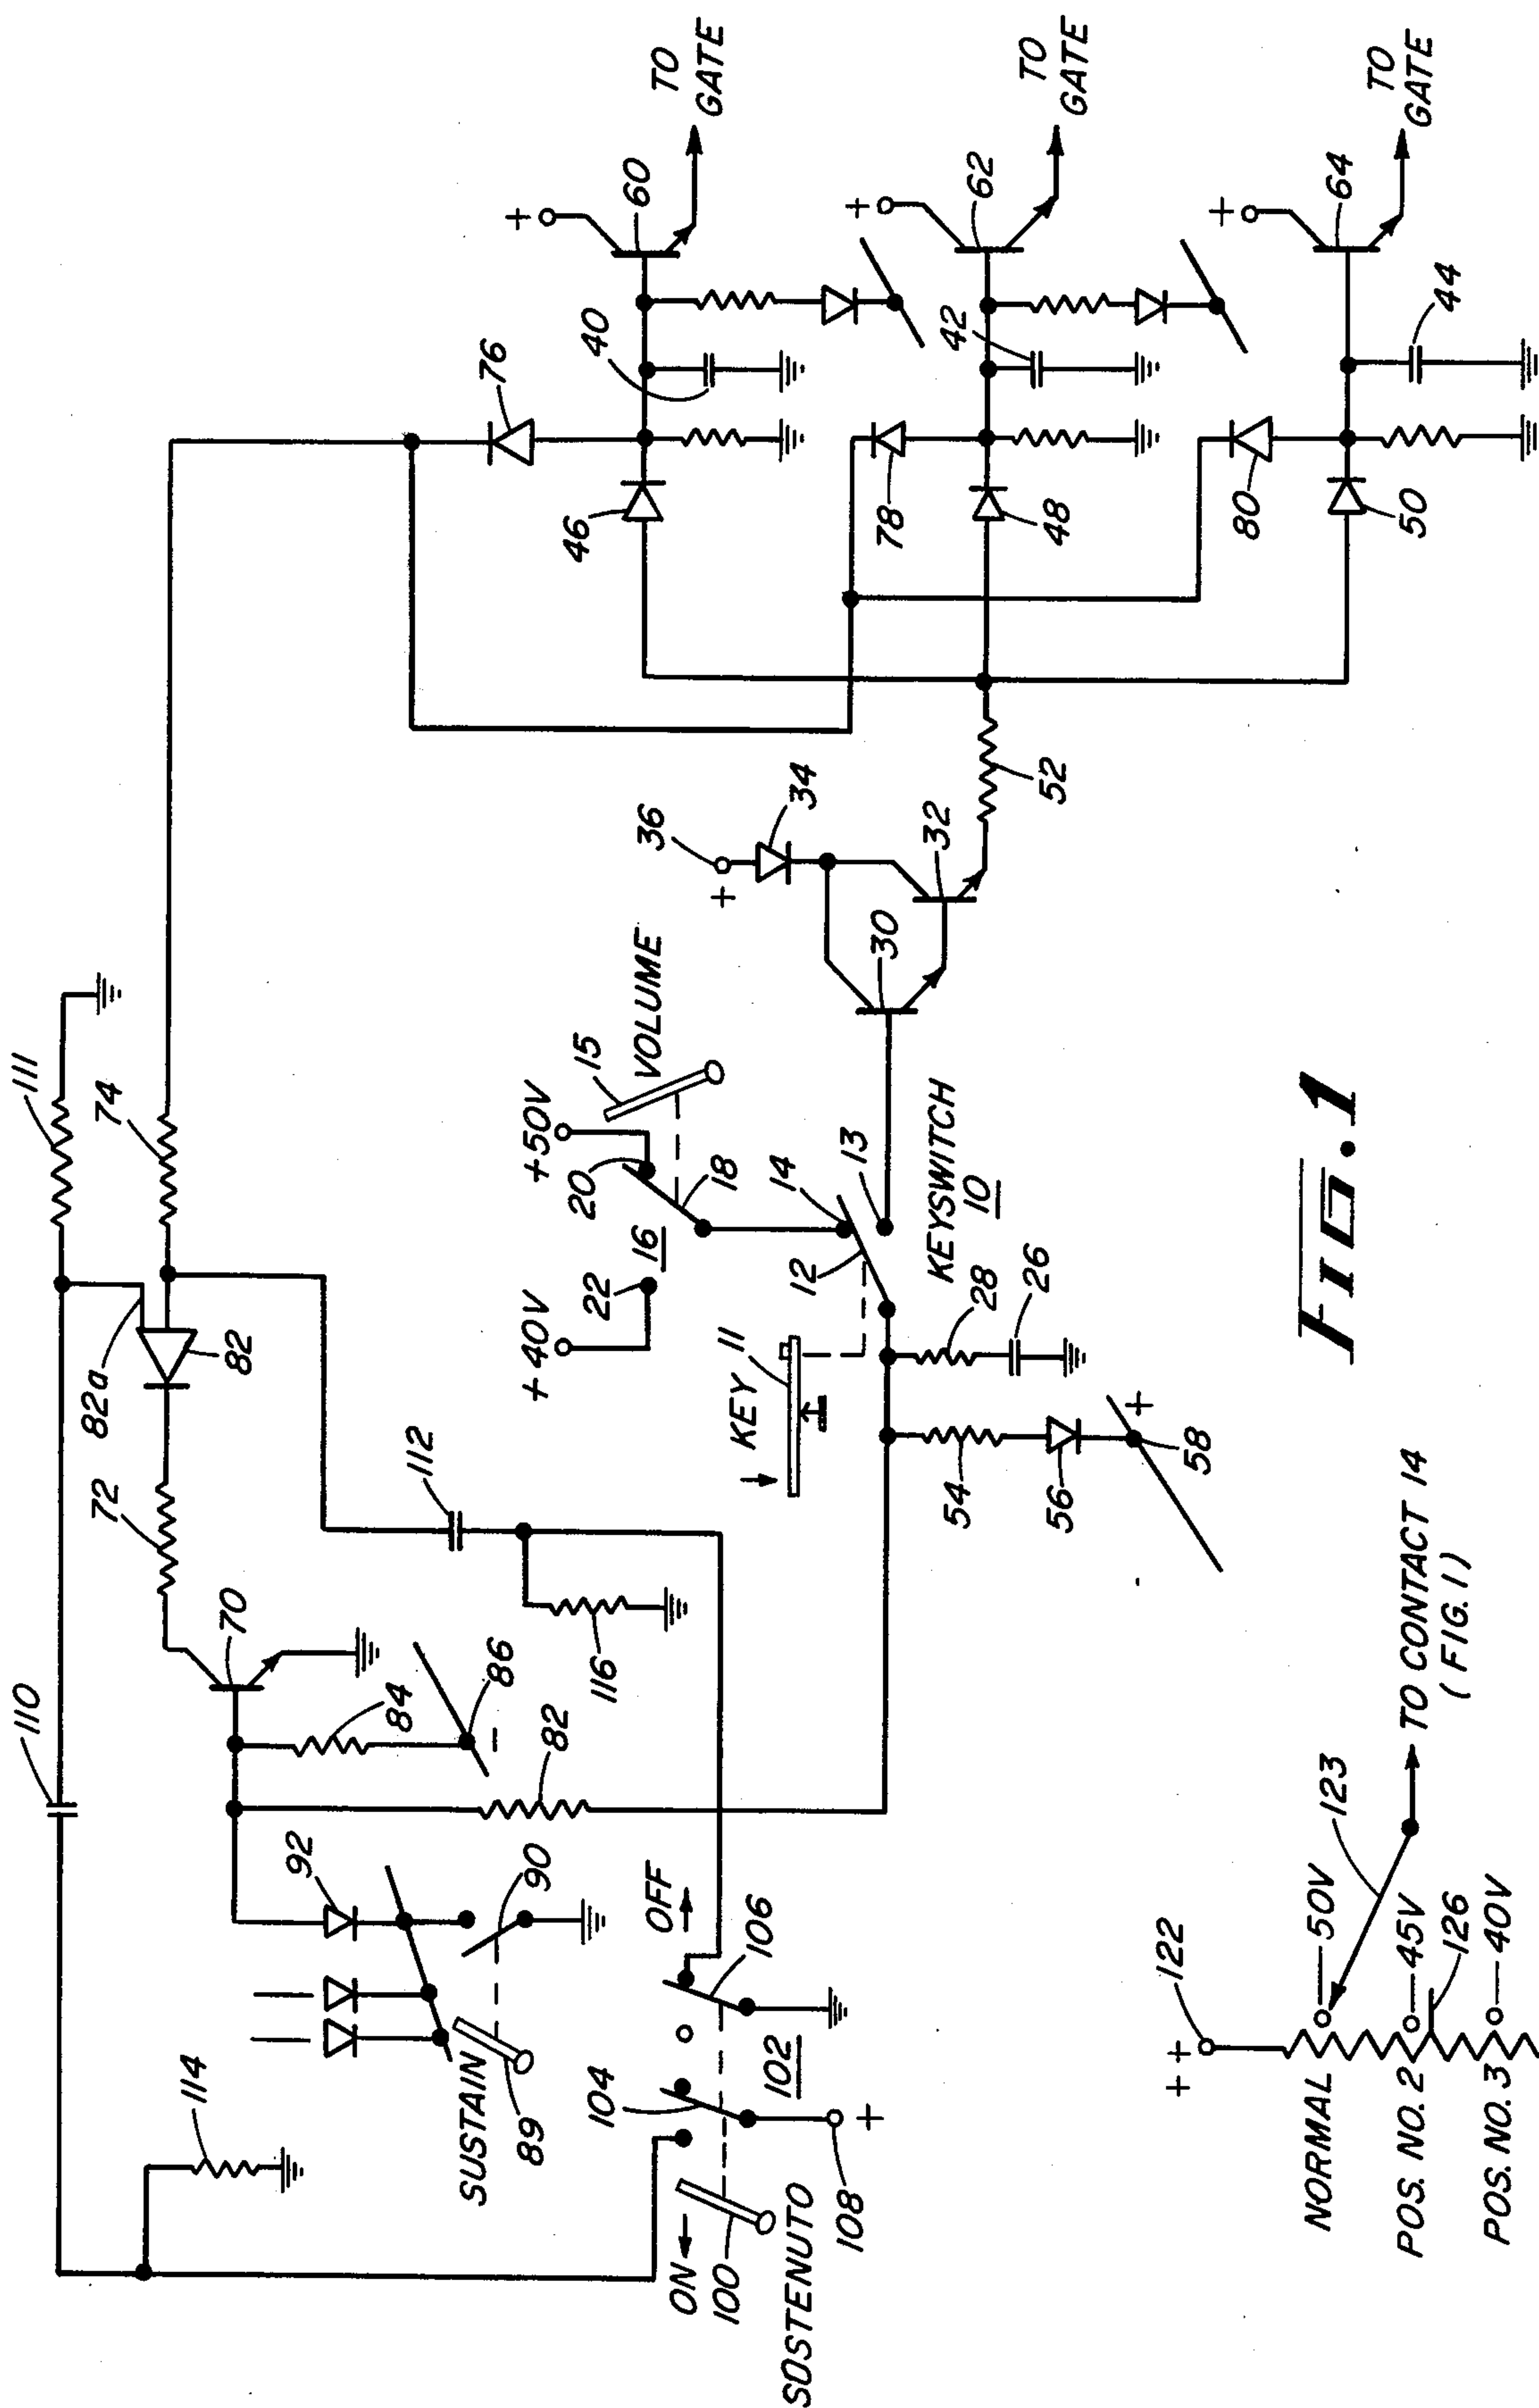 110
111
72
82a
82
74
70
84
86
112
116
114
92
90
82
SUSTAIN
89
OFF
106
104
102
ON
100
108
+
SOSTENUTO
KEY
11
+40V
22
16
+50V
20
18
15
VOLUME
12
14
13
KEYSWITCH
10
28
26
54
56
58
+
-
36
+
34
30
32
52
76
46
40
+
60
TO
GATE
78
48
42
+
62
TO
GATE
80
50
44
+
64
TO
GATE
FIG. 1
122
++
NORMAL
50V
123
TO CONTACT 14
(FIG. 1)
POS. NO. 2
45V
126
POS. NO. 3
40V